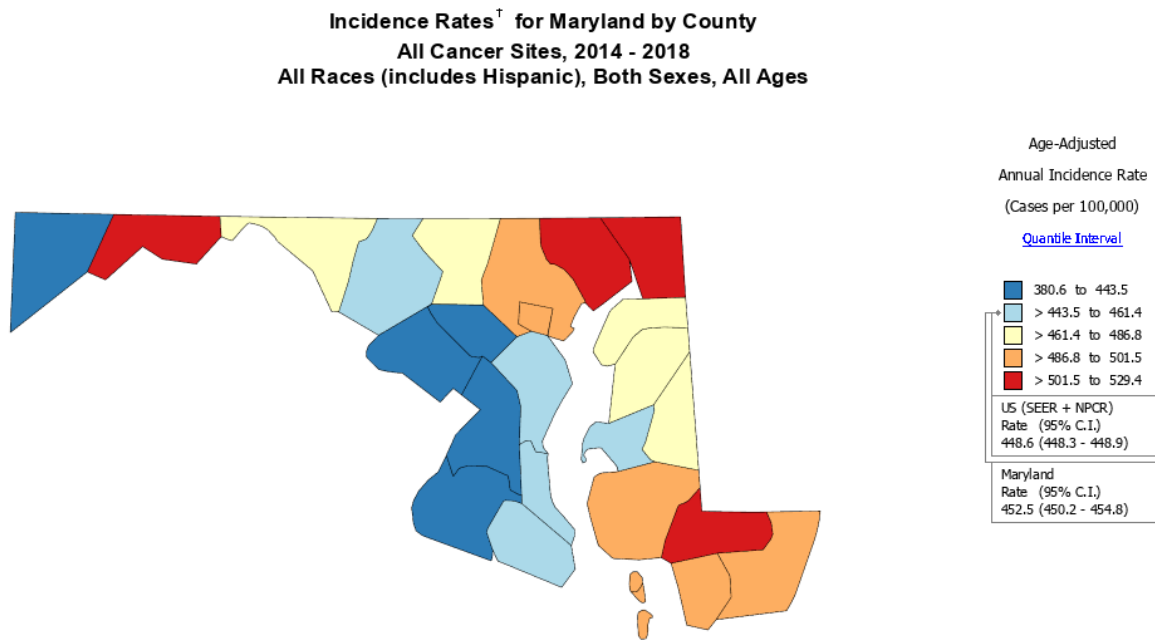 Incidence Rates† for Maryland by County
All Cancer Sites, 2014 - 2018
All Races (includes Hispanic), Both Sexes, All Ages
Age-Adjusted
Annual Incidence Rate
(Cases per 100,000)
Quantile Interval
380.6 to 443.5
> 443.5 to 461.4
> 461.4 to 486.8
> 486.8 to 501.5
> 501.5 to 529.4
US (SEER + NPCR)
Rate (95% C.I.)
448.6 (448.3 - 448.9)
Maryland
Rate (95% C.I.)
452.5 (450.2 - 454.8)